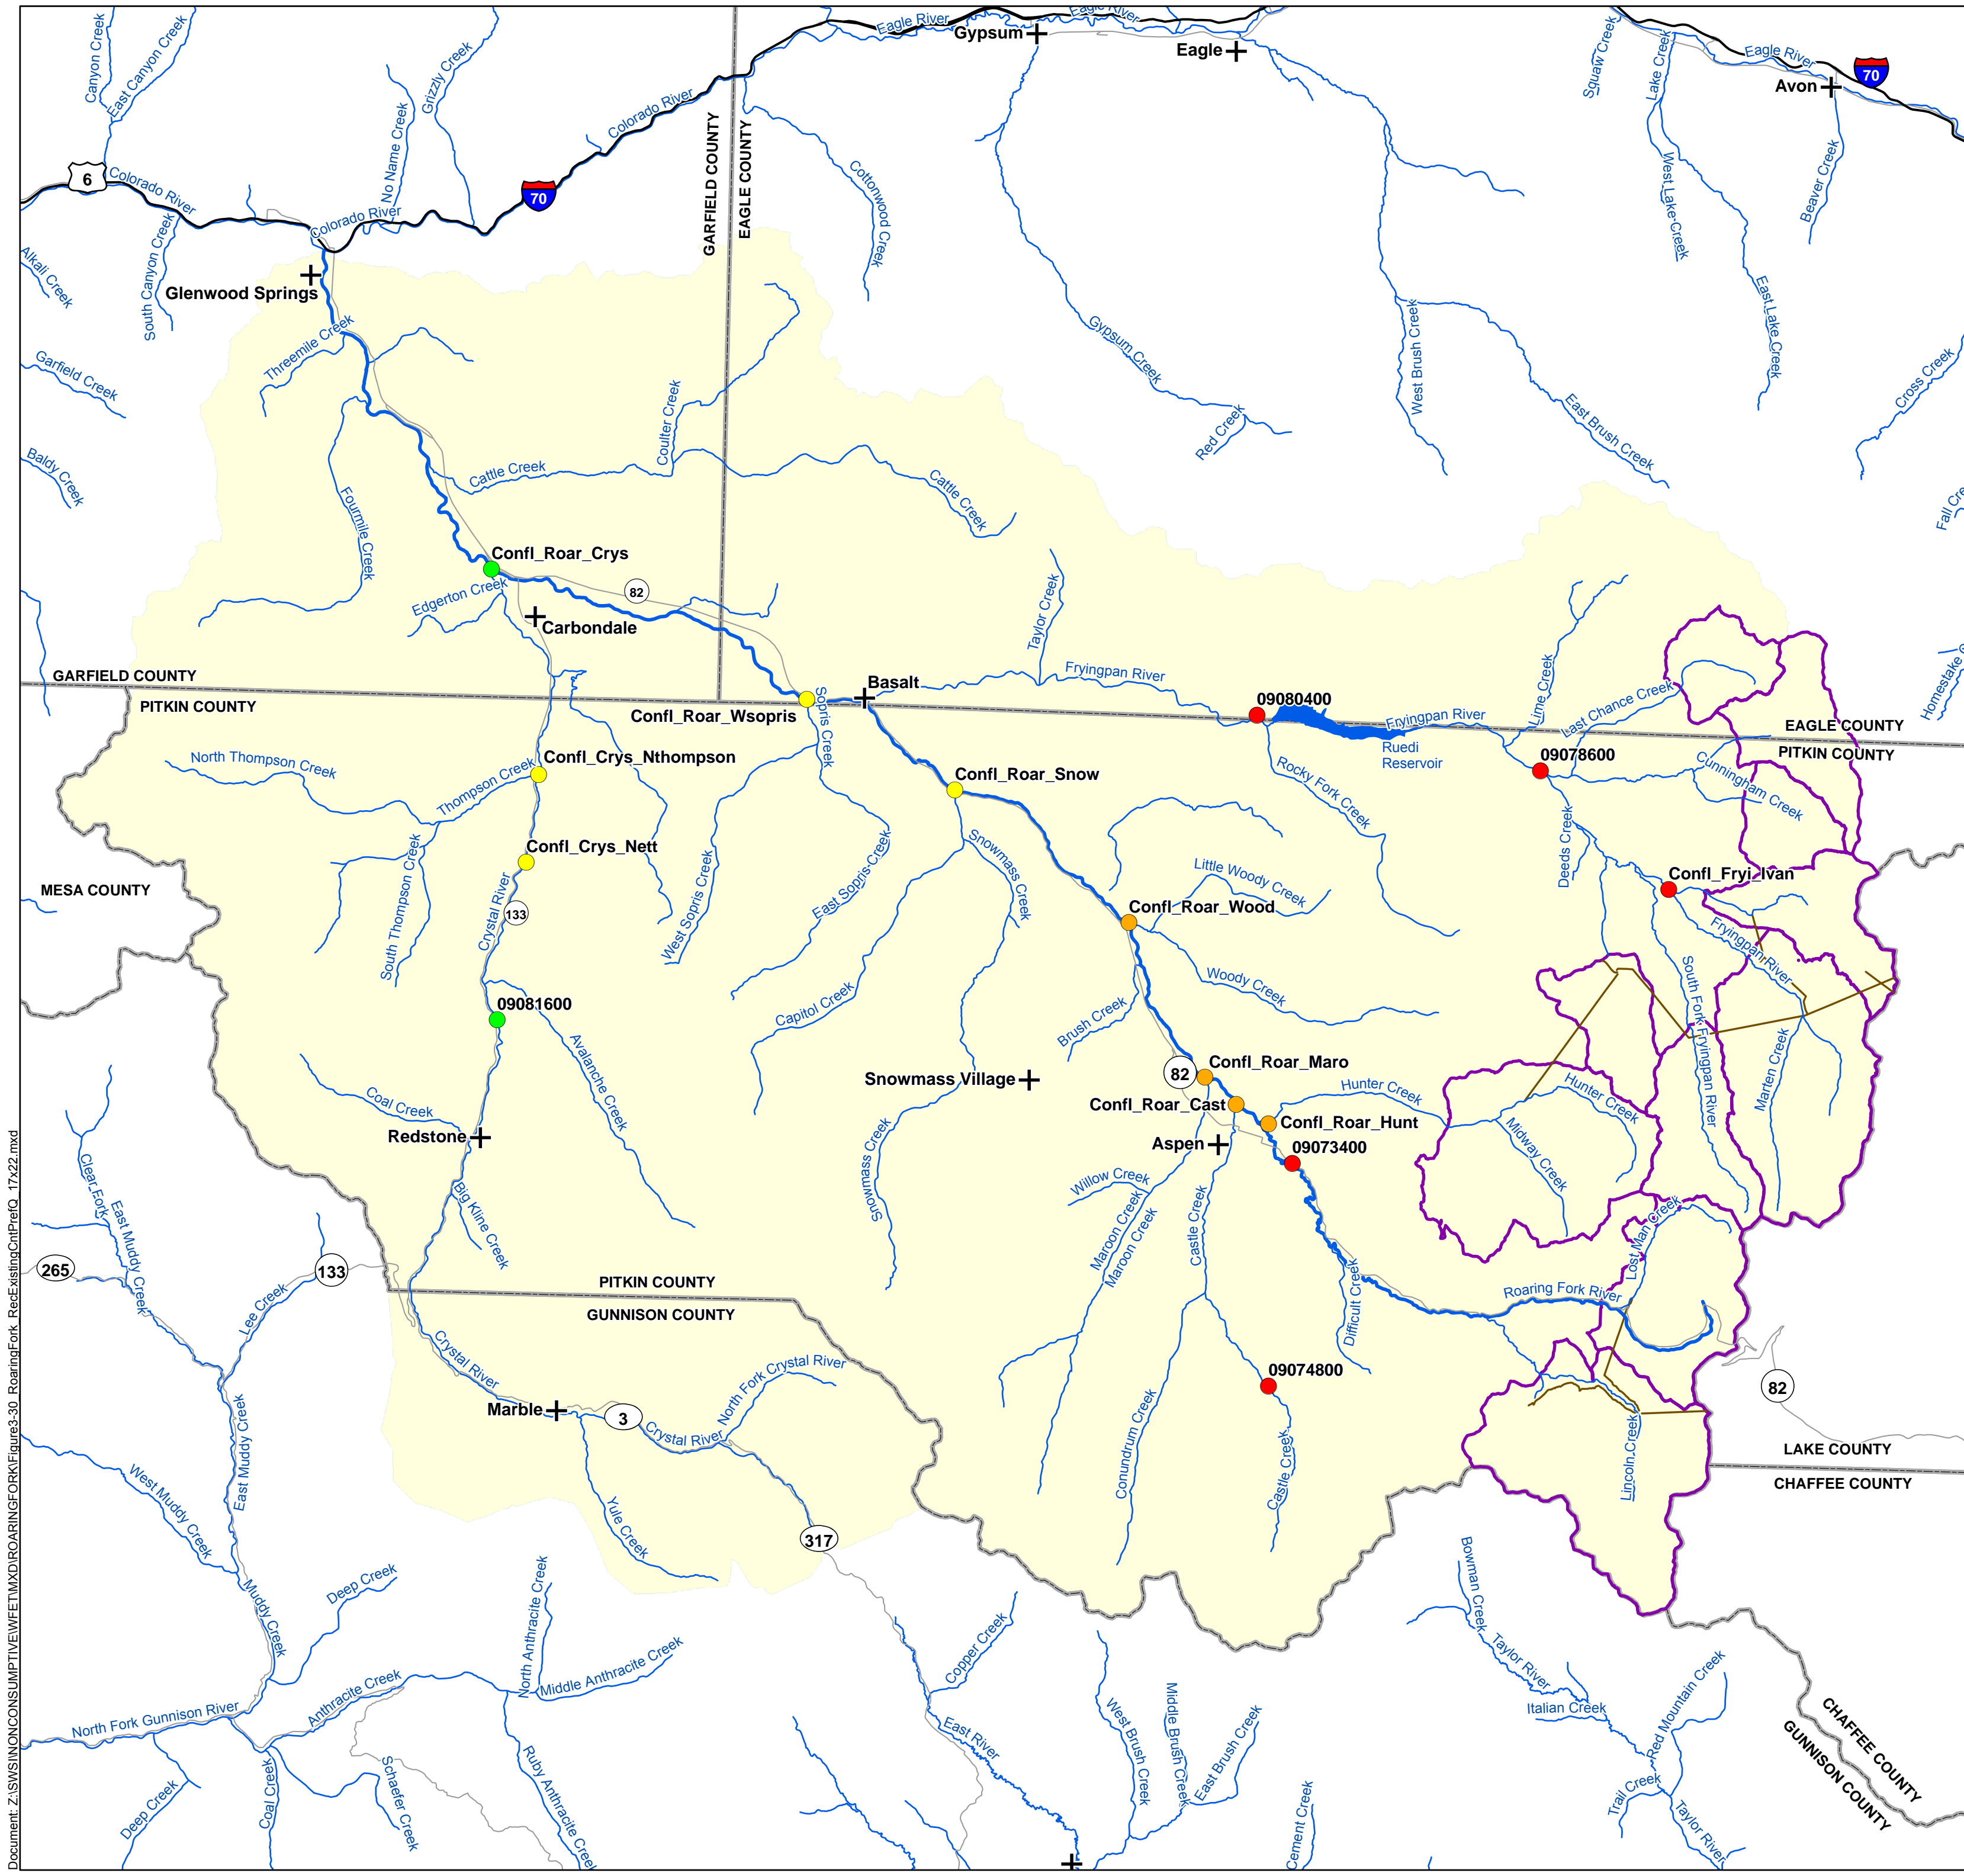 Canyon Creek
East Canyon Creek
Grizzly Creek
No Name Creek
Colorado River
Eagle River
Eagle River
Gypsum
Eagle
Squaw Creek
Lake Creek
Eagle River
Avon
70
6
Colorado River
Colorado River
70
GARFIELD COUNTY
EAGLE COUNTY
Cottonwood Creek
West Lake Creek
Beaver Creek
Alkali Creek
South Canyon Creek
Glenwood Springs
Threemile Creek
Garfield Creek
Gypsum Creek
West Brush Creek
East Lake Creek
Cross Creek
Red Creek
East Brush Creek
Coulter Creek
Cattle Creek
Cattle Creek
Baldy Creek
Fourmile Creek
Fall Cre
Confl_Roar_Crys
Edgerton Creek
82
Carbondale
Taylor Creek
Fryingpan River
Lime Creek
Last Chance Creek
Homestake C
GARFIELD COUNTY
PITKIN COUNTY
Basalt
Confl_Roar_Wsopris
Sopris Creek
09080400
Fryingpan River
Ruedi
Reservoir
EAGLE COUNTY
PITKIN COUNTY
09078600
Cunningham Creek
North Thompson Creek
Thompson Creek
Confl_Crys_Nthompson
Confl_Roar_Snow
Rocky Fork Creek
Deeds Creek
Confl_Crys_Nett
South Thompson Creek
Crystal River
133
West Sopris Creek
East Sopris Creek
Snowmass Creek
Little Woody Creek
Confl_Roar_Wood
Confl_Fryi_Ivan
MESA COUNTY
Fryingpan River
South Fork Fryingpan River
Marten Creek
Woody Creek
Capitol Creek
Brush Creek
09081600
Avalanche Creek
Coal Creek
Redstone
Snowmass Village
82
Confl_Roar_Maro
Confl_Roar_Cast
Confl_Roar_Hunt
Hunter Creek
Hunter Creek
Midway Creek
Aspen
09073400
Willow Creek
Maroon Creek
Maroon Creek
Castle Creek
Snowmass Creek
Big Kline Creek
Clear Fork
East Muddy Creek
265
133
Lee Creek
PITKIN COUNTY
GUNNISON COUNTY
Lost Man Creek
Roaring Fork River
Difficult Creek
09074800
82
Crystal River
North Fork Crystal River
Marble
3
Crystal River
Conundrum Creek
Castle Creek
Lincoln Creek
LAKE COUNTY
CHAFFEE COUNTY
East Muddy Creek
West Muddy Creek
Yule Creek
317
Muddy Creek
Deep Creek
North Anthracite Creek
Middle Anthracite Creek
Anthracite Creek
Copper Creek
Bowman Creek
Taylor River
Italian Creek
Red Mountain Creek
North Fork Gunnison River
Deep Creek
Coal Creek
Schaefer Creek
Ruby Anthracite Creek
East River
West Brush Creek
Middle Brush Creek
East Brush Creek
Cement Creek
Trail Creek
Taylor River
CHAFFEE COUNTY
GUNNISON COUNTY
Document: Z:\SWSI\NONCONSUMPTIVE\WFET\MXD\ROARINGFORK\Figure3-30_RoaringFork_RecExistingCntPrefQ_17x22.mxd